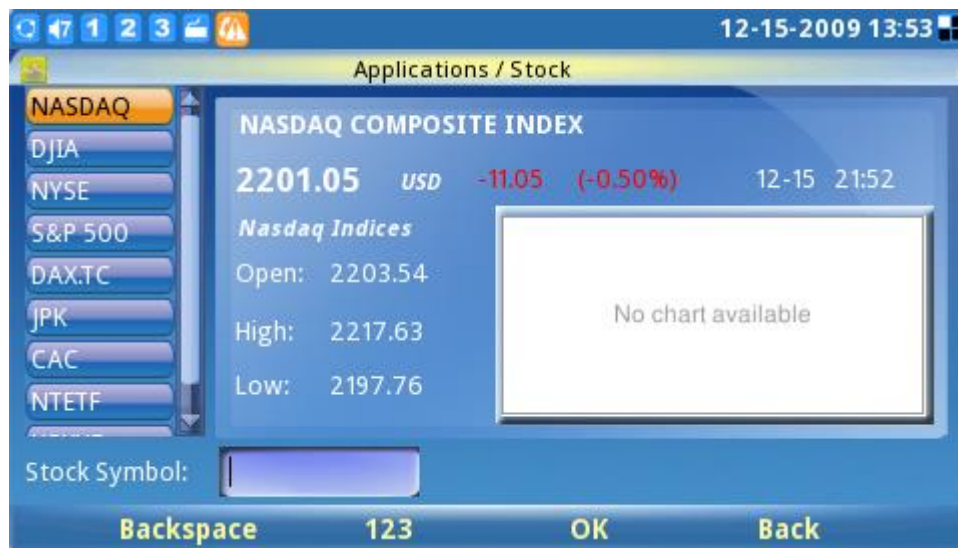 7 1 2 3 12-15-2009 13:53
Applications / Stock
NASDAQ
DJIA
NYSE
S&P 500
DAX.TC
JPK
CAC
NTETF
NASDAQ COMPOSITE INDEX
2201.05 USD -11.05 (-0.50%) 12-15 21:52
Nasdaq Indices
Open: 2203.54
High: 2217.63
Low: 2197.76
No chart available
Stock Symbol:
Backspace 123 OK Back